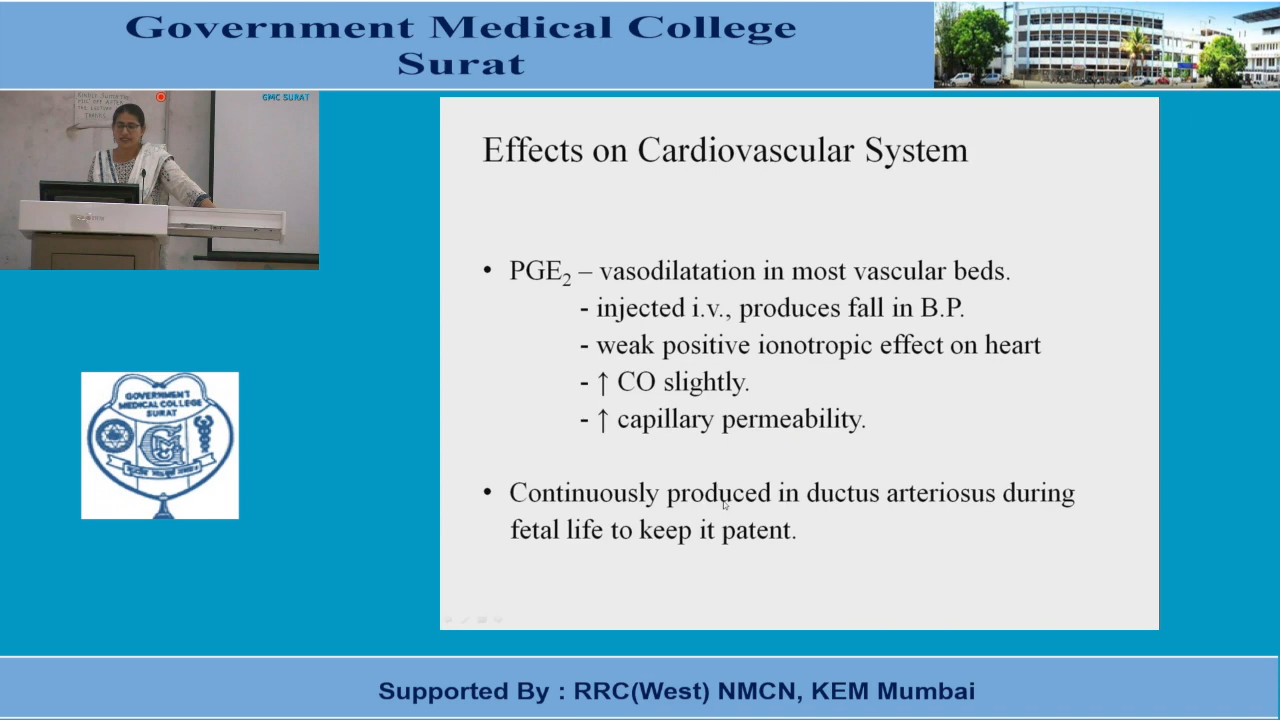 Government Medical College
Surat
GMC SURAT
Effects on Cardiovascular System
• PGE₂ – vasodilatation in most vascular beds.
- injected i.v., produces fall in B.P.
- weak positive ionotropic effect on heart
- ↑ CO slightly.
- ↑ capillary permeability.
• Continuously produced in ductus arteriosus during
fetal life to keep it patent.
GOVERNMENT
MEDICAL COLLEGE
SURAT
Supported By : RRC(West) NMCN, KEM Mumbai